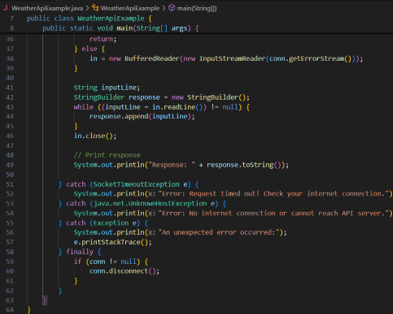 WeatherApiExample.java > WeatherApiExample > main(String[])
7 public class WeatherApiExample {
8 public static void main(String[] args) {
36 return;
37 } else {
38 in = new BufferedReader(new InputStreamReader(conn.getErrorStream()));
39 }
40
41 String inputLine;
42 StringBuilder response = new StringBuilder();
43 while ((inputLine = in.readLine()) != null) {
44 response.append(inputLine);
45 }
46 in.close();
47
48 // Print response
49 System.out.println("Response: " + response.toString());
50
51 } catch (SocketTimeoutException e) {
52 System.out.println(x: "Error: Request timed out! Check your internet connection.")
53 } catch (java.net.UnknownHostException e) {
54 System.out.println(x: "Error: No internet connection or cannot reach API server.")
55 } catch (Exception e) {
56 System.out.println(x: "An unexpected error occurred:");
57 e.printStackTrace();
58 } finally {
59 if (conn != null) {
60 conn.disconnect();
61 }
62 }
63 }
64 }